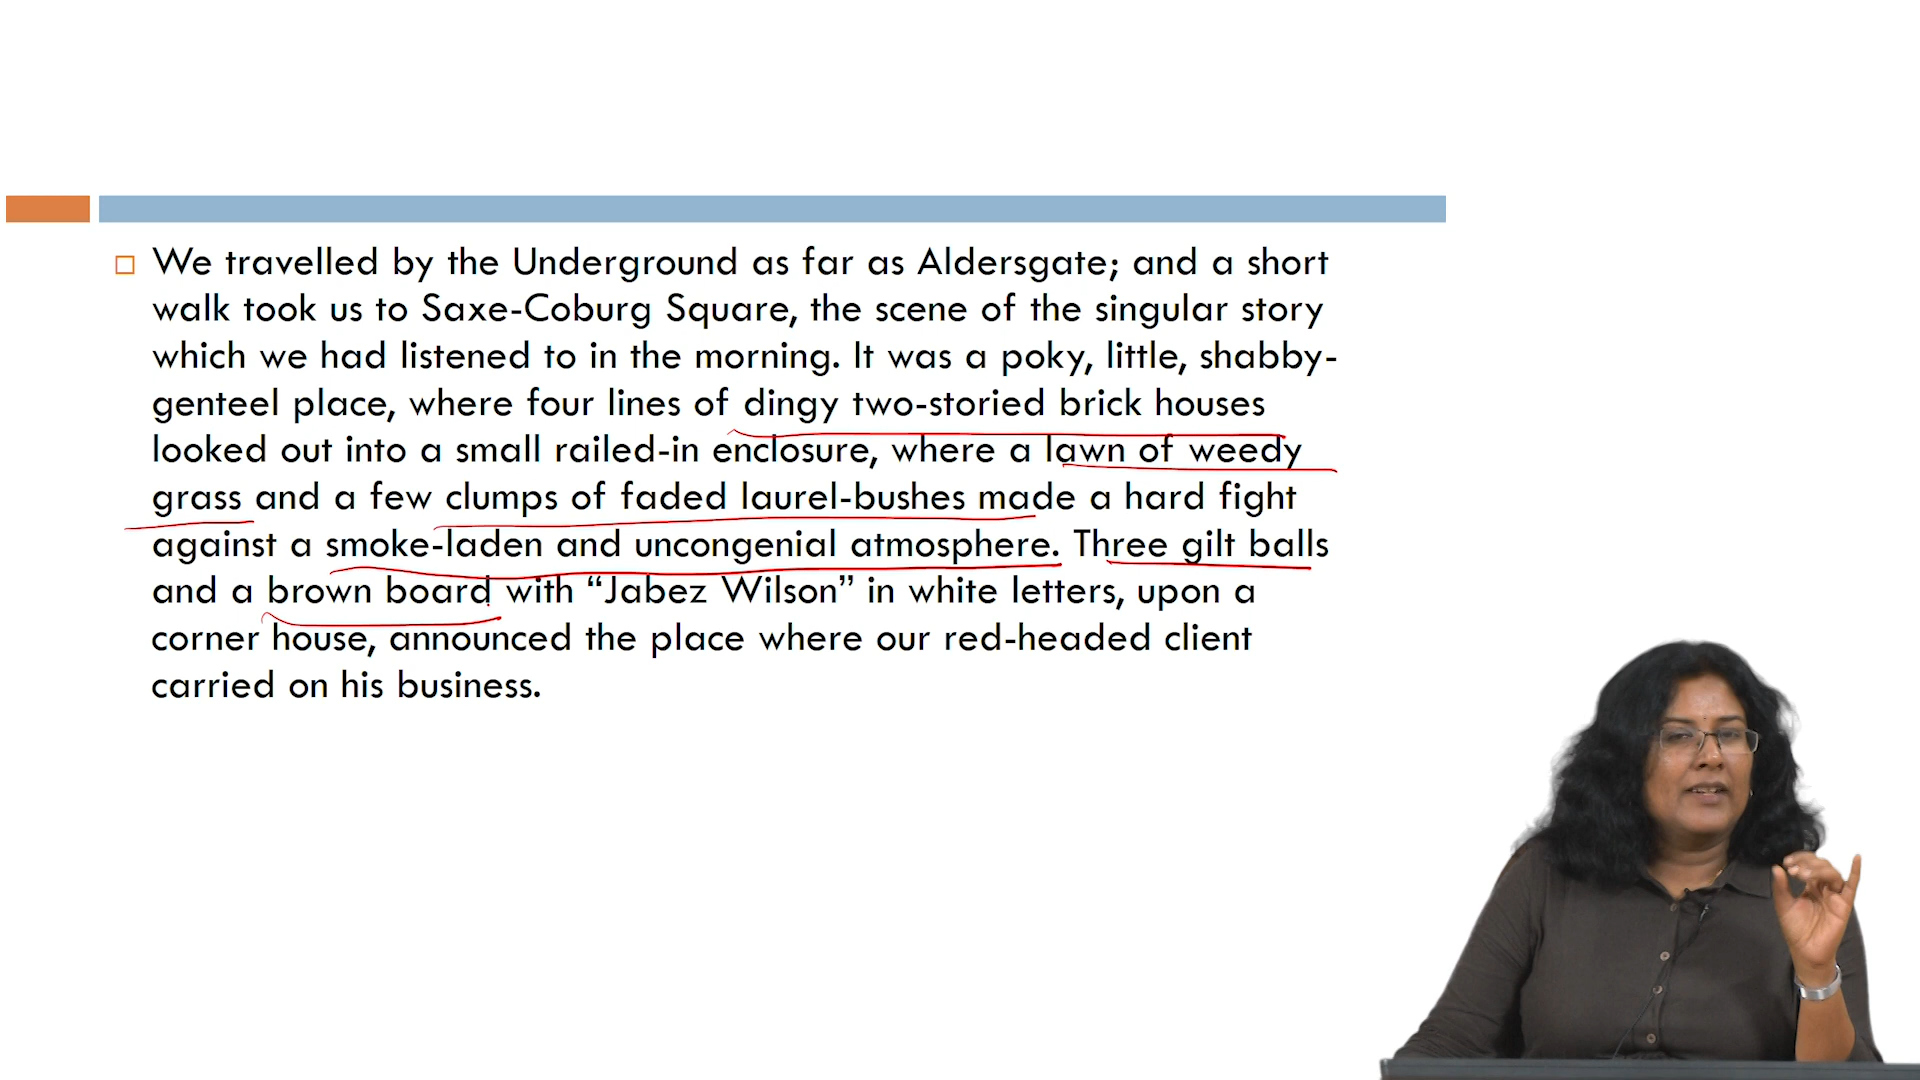 We travelled by the Underground as far as Aldersgate; and a short
walk took us to Saxe-Coburg Square, the scene of the singular story
which we had listened to in the morning. It was a poky, little, shabby-
genteel place, where four lines of dingy two-storied brick houses
looked out into a small railed-in enclosure, where a lawn of weedy
grass and a few clumps of faded laurel-bushes made a hard fight
against a smoke-laden and uncongenial atmosphere. Three gilt balls
and a brown board with “Jabez Wilson” in white letters, upon a
corner house, announced the place where our red-headed client
carried on his business.